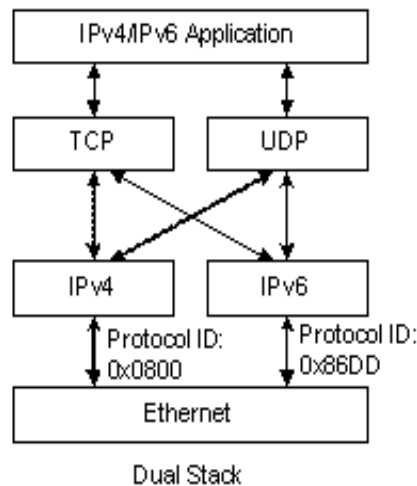 IPv4/IPv6 Application
TCP
UDP
IPv4
IPv6
Protocol ID:
0x0800
Protocol ID:
0x86DD
Ethernet
Dual Stack